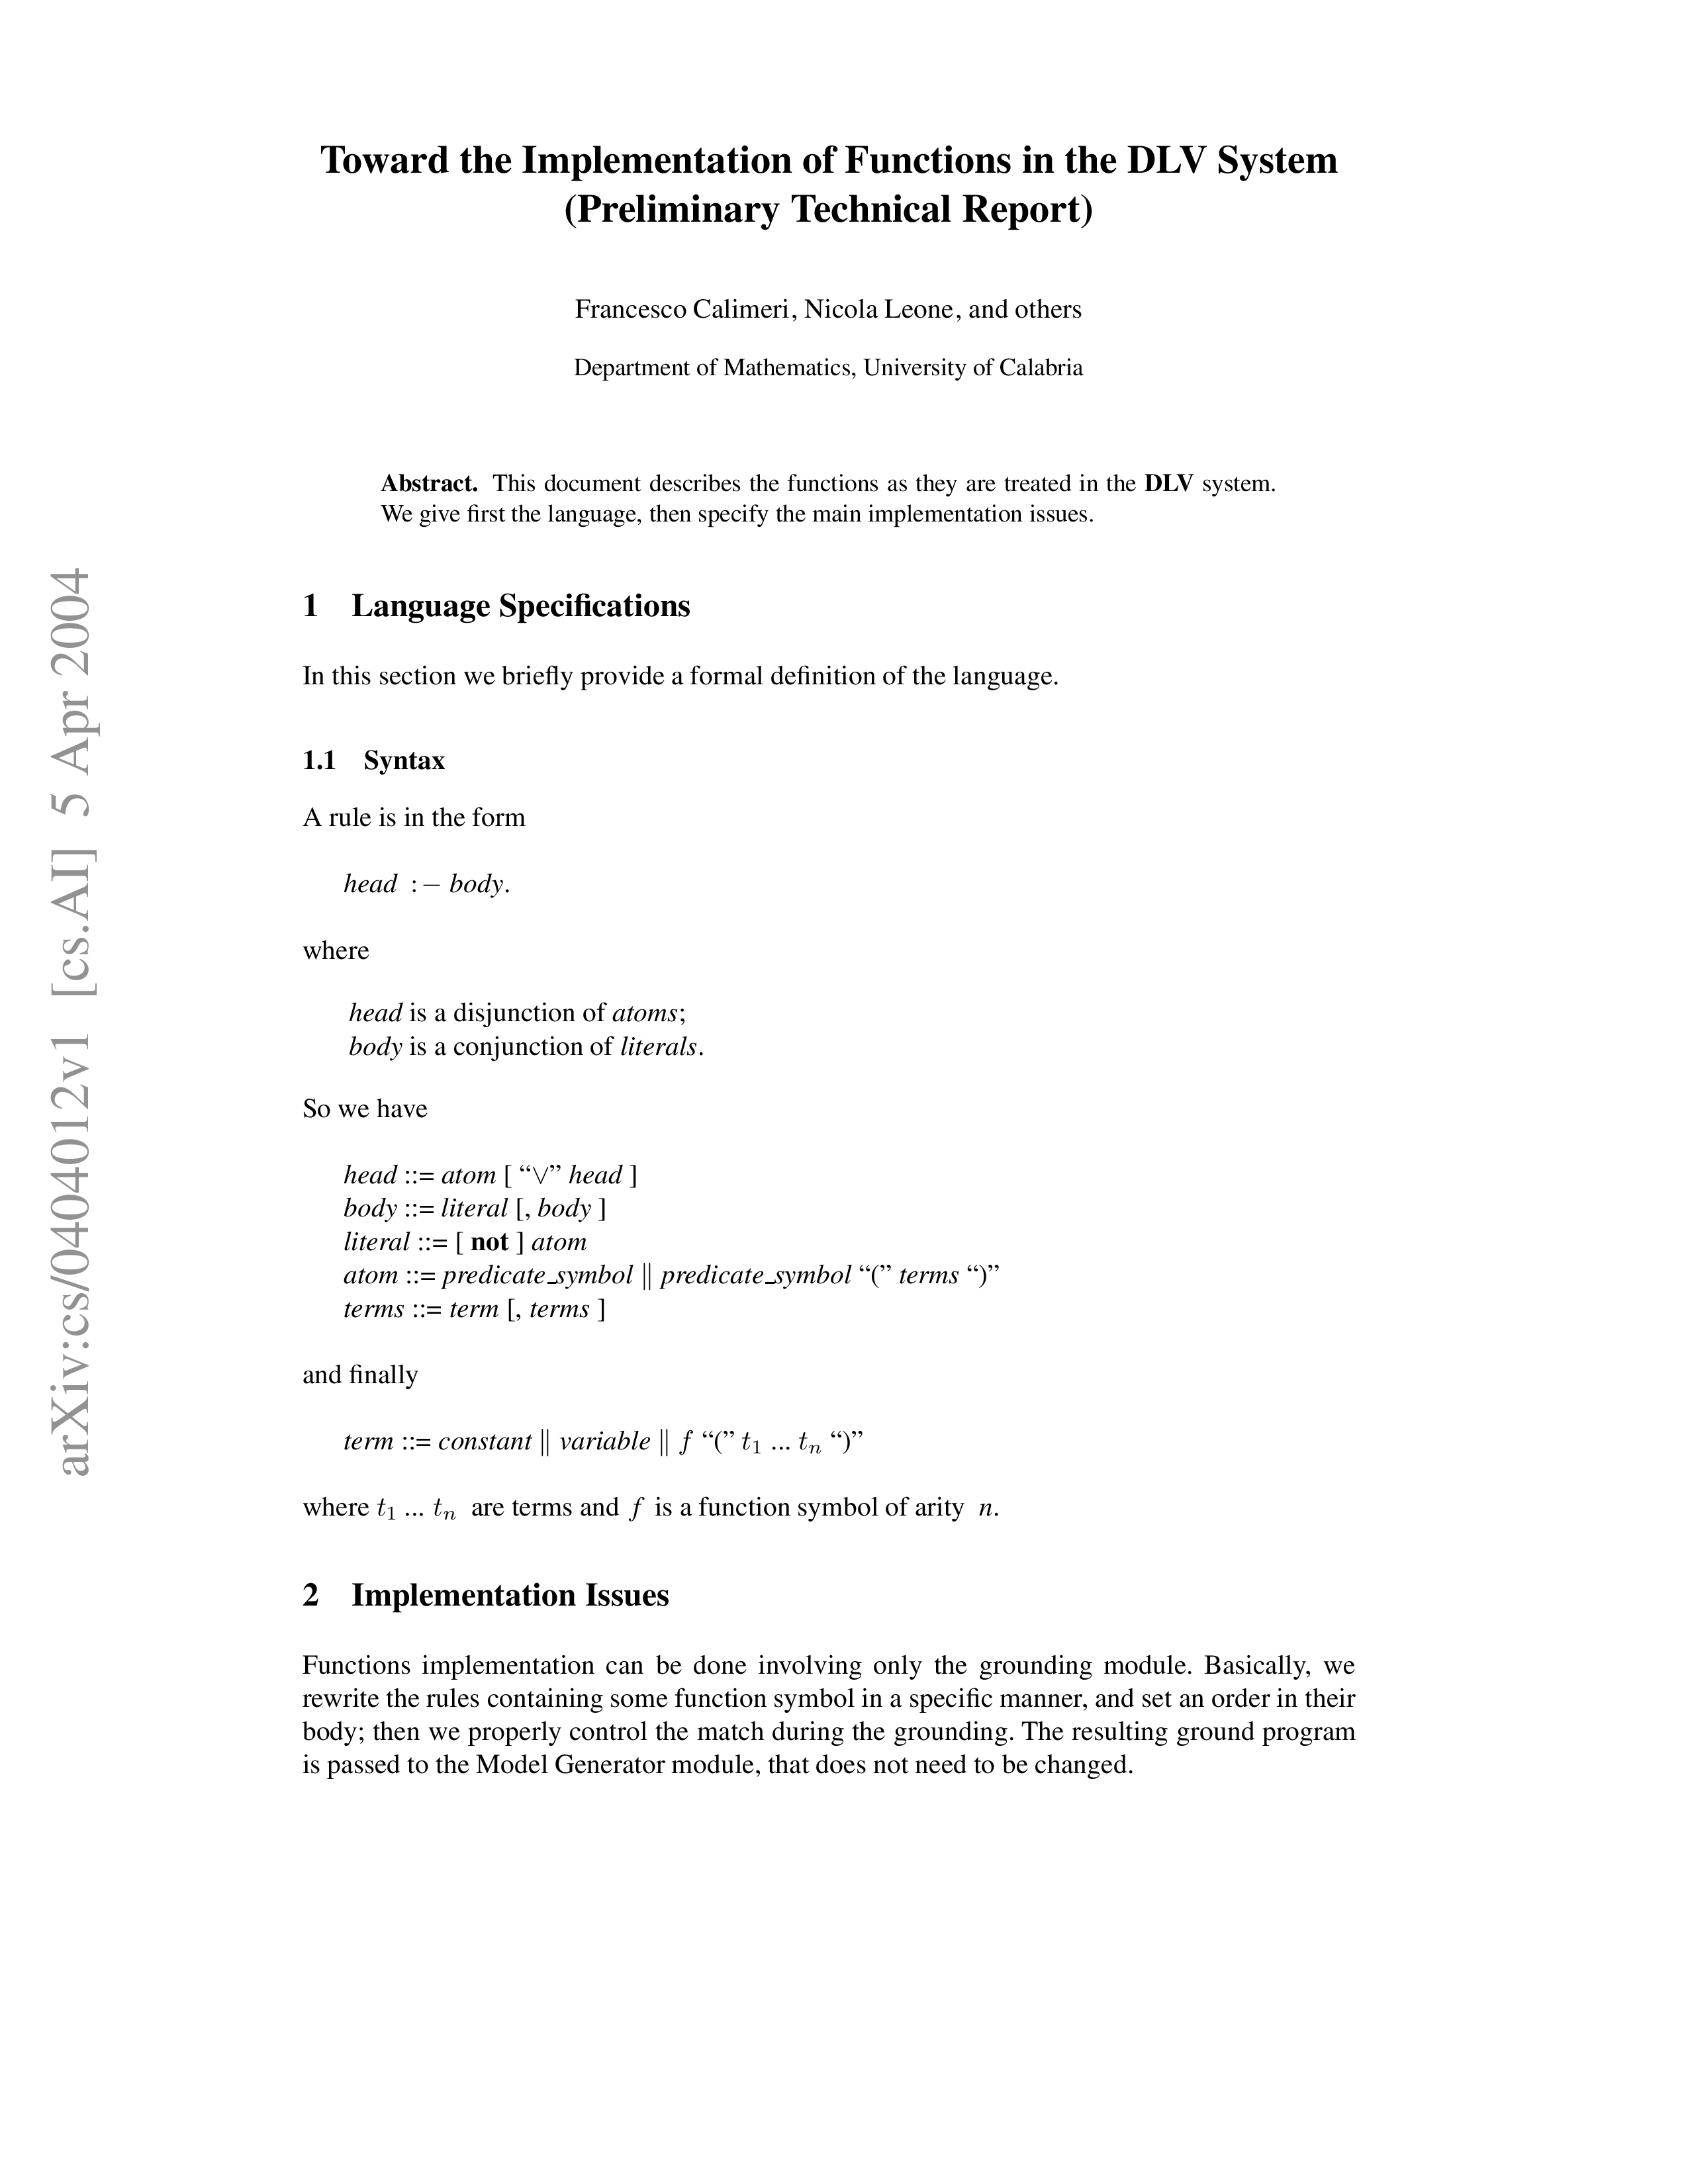 Toward the Implementation of Functions in the DLV System
(Preliminary Technical Report)
Francesco Calimeri, Nicola Leone, and others
Department of Mathematics, University of Calabria
Abstract. This document describes the functions as they are treated in the DLV system.
We give first the language, then specify the main implementation issues.
1 Language Specifications
In this section we briefly provide a formal definition of the language.
1.1 Syntax
A rule is in the form
head :− body.
where
head is a disjunction of atoms;
body is a conjunction of literals.
So we have
head ::= atom [ “∨” head ]
body ::= literal [, body ]
literal ::= [ not ] atom
atom ::= predicate_symbol ∥ predicate_symbol “(” terms “)”
terms ::= term [, terms ]
and finally
term ::= constant ∥ variable ∥ f “(” t1 ... tn “)”
where t1 ... tn are terms and f is a function symbol of arity n.
2 Implementation Issues
Functions implementation can be done involving only the grounding module. Basically, we
rewrite the rules containing some function symbol in a specific manner, and set an order in their
body; then we properly control the match during the grounding. The resulting ground program
is passed to the Model Generator module, that does not need to be changed.
arXiv:cs/0404012v1 [cs.AI] 5 Apr 2004